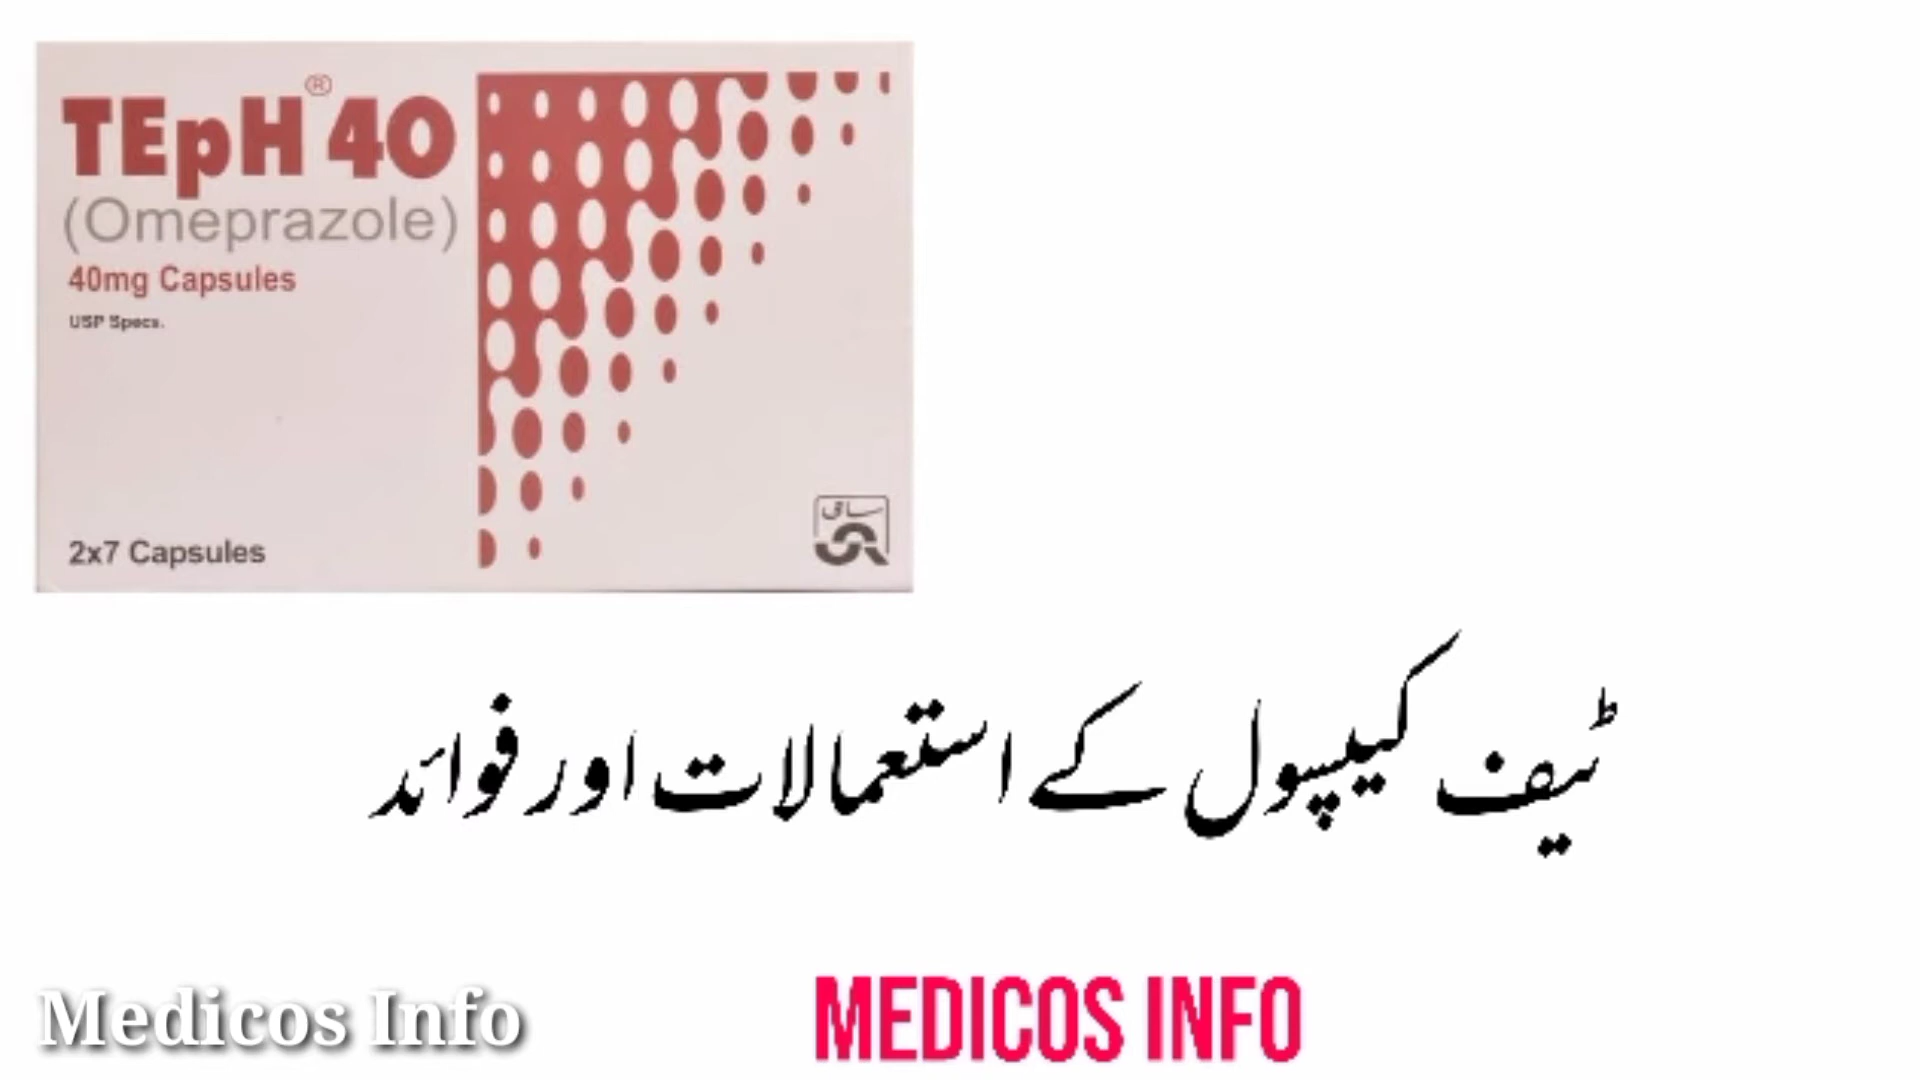 TEpH®40
(Omeprazole)
40mg Capsules
USP Specs.
2x7 Capsules
ساقی
ٹیف کیپسول کے استعمالات اور فوائد
Medicos Info
MEDICOS INFO